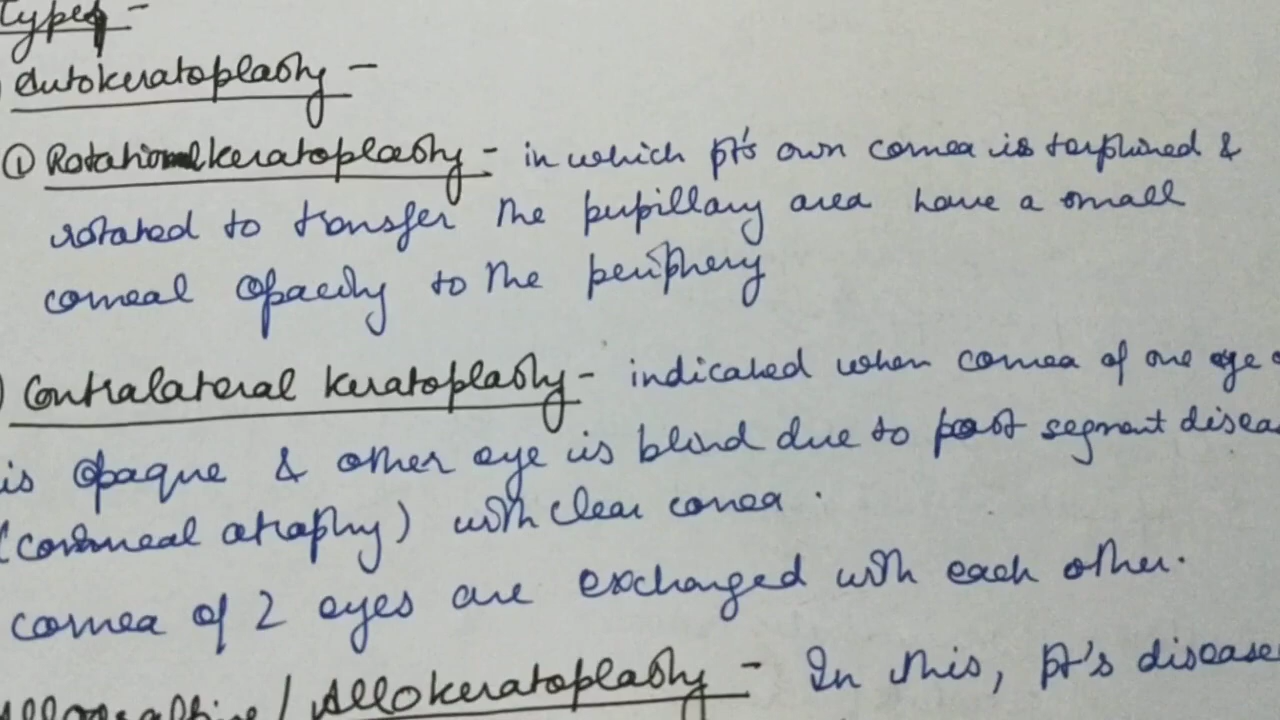 Types -
) Autokeratoplasty -
① Rotational keratoplasty - in which pt's own cornea is terphined &
rotated to transfer the pupillary area have a small
corneal opacity to the periphery
) Contralateral keratoplasty - indicated when cornea of one eye
is opaque & other eye is blind due to post segment disea
(corneal atrophy) with clear cornea.
cornea of 2 eyes are exchanged with each other.
/ Allokeratoplasty - In this, pt's disease